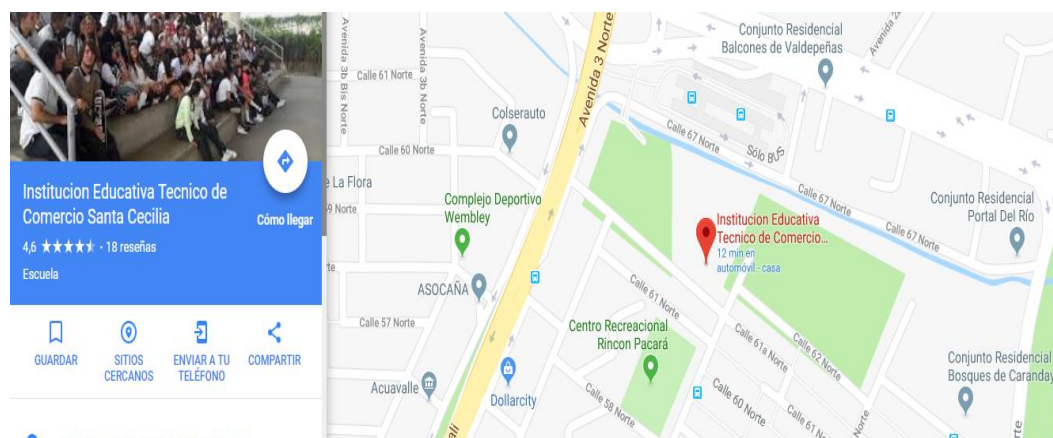 Institucion Educativa Tecnico de
Comercio Santa Cecilia
4,6 ★★★★★ · 18 reseñas
Escuela
Cómo llegar
GUARDAR
SITIOS
CERCANOS
ENVIAR A TU
TELÉFONO
COMPARTIR
Avenida 3b Bis Norte
Avenida 3b Norte
Calle 61 Norte
Colserauto
Calle 60 Norte
La Flora
9 Norte
Complejo Deportivo
Wembley
ASOCAÑA
Calle 57 Norte
Acuavalle
Dollarcity
Avenida 3 Norte
Conjunto Residencial
Balcones de Valdepeñas
Calle 67 Norte
Sólo BUS
Calle 67 Norte
Calle 67 Norte
Conjunto Residencial
Portal Del Río
Institucion Educativa
Tecnico de Comercio...
12 min en
automóvil - casa
Calle 61 Norte
Centro Recreacional
Rincon Pacará
Calle 61a Norte
Calle 62 Norte
Calle 58 Norte
Calle 60 Norte
Calle 61 N
Conjunto Residencial
Bosques de Caranday